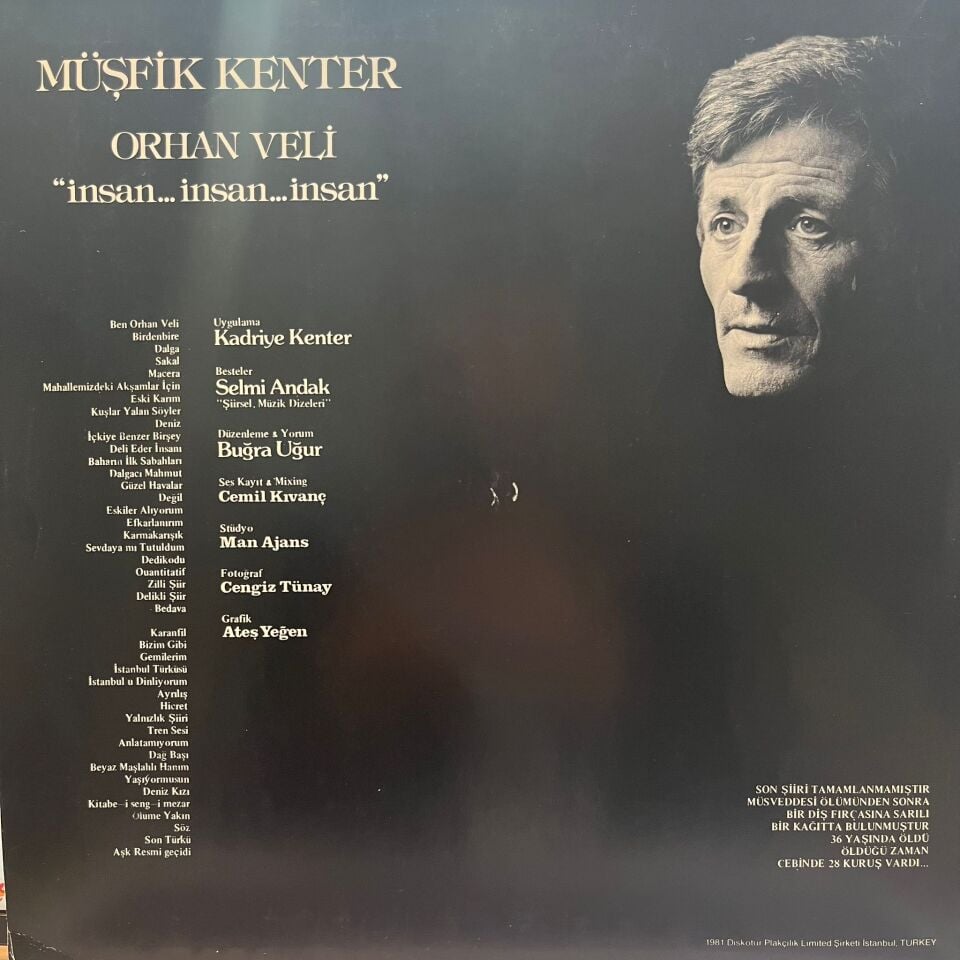 MÜŞFİK KENTER
ORHAN VELİ
“insan... insan... insan”
Ben Orhan Veli
Birdenbire
Dalga
Sakal
Macera
Mahallemizdeki Akşamlar İçin
Eski Karım
Kuşlar Yalan Söyler
Deniz
İçkiye Benzer Birşey
Deli Eder İnsanı
Baharın İlk Sabahları
Dalgacı Mahmut
Güzel Havalar
Değil
Eskiler Alıyorum
Efkarlanırım
Karmakarışık
Sevdaya mı Tutuldum
Dedikodu
Quantitatif
Zilli Şiir
Delikli Şiir
Bedava
Karanfil
Bizim Gibi
Gemilerim
İstanbul Türküsü
İstanbul u Dinliyorum
Ayrılış
Hicret
Yalnızlık Şiiri
Tren Sesi
Anlatamıyorum
Dağ Başı
Beyaz Maşlahlı Hanım
Yaşıyormusun
Deniz Kızı
Kitabe-i seng-i mezar
Ölüme Yakın
Söz
Son Türkü
Aşk Resmi geçidi
Uygulama
Kadriye Kenter
Besteler
Selmi Andak
"Şiirsel, Müzik Dizeleri"
Düzenleme & Yorum
Buğra Uğur
Ses Kayıt & Mixing
Cemil Kıvanç
Stüdyo
Man Ajans
Fotoğraf
Cengiz Tünay
Grafik
Ateş Yeğen
SON ŞİİRİ TAMAMLANMAMIŞTIR
MÜSVEDDESİ ÖLÜMÜNDEN SONRA
BİR DİŞ FIRÇASINA SARILI
BİR KAĞITTA BULUNMUŞTUR
36 YAŞINDA ÖLDÜ
ÖLDÜĞÜ ZAMAN
CEBİNDE 28 KURUŞ VARDI...
1981 Diskotür Plakçılık Limited Şirketi İstanbul, TURKEY